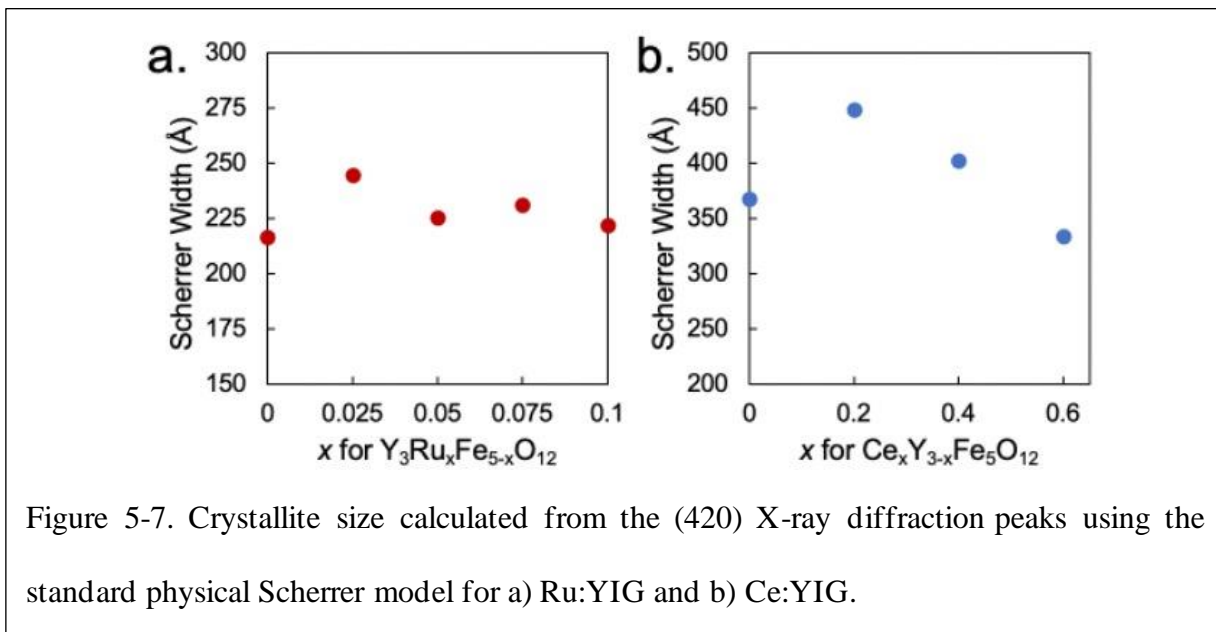 a.
300
275
250
225
200
175
150
Scherrer Width (Å)
0 0.025 0.05 0.075 0.1
x for Y₃RuₓFe₅₋ₓO₁₂
b.
500
450
400
350
300
250
200
Scherrer Width (Å)
0 0.2 0.4 0.6
x for CeₓY₃₋ₓFe₅O₁₂
Figure 5-7. Crystallite size calculated from the (420) X-ray diffraction peaks using the
standard physical Scherrer model for a) Ru:YIG and b) Ce:YIG.